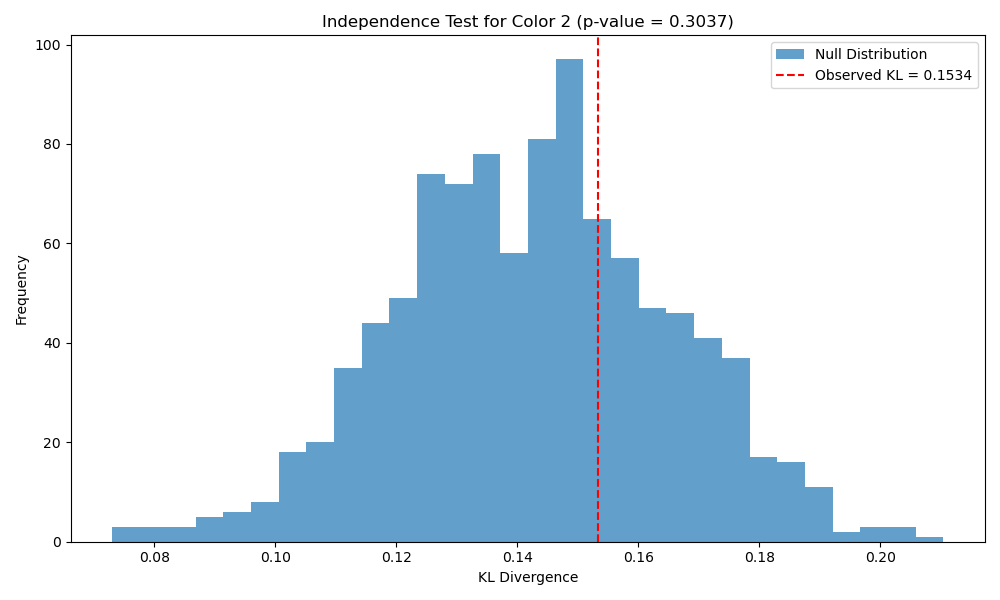 Independence Test for Color 2 (p-value = 0.3037)
Null Distribution
Observed KL = 0.1534
Frequency
100
80
60
40
20
0
0.08 0.10 0.12 0.14 0.16 0.18 0.20
KL Divergence